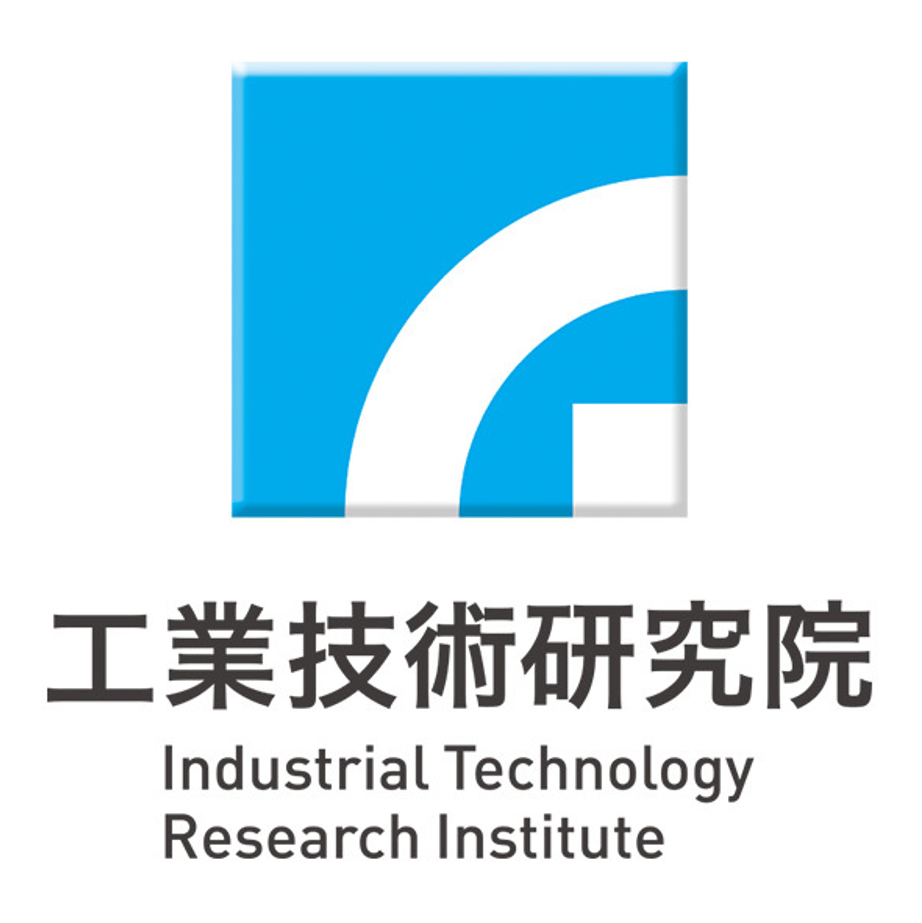 工業技術研究院
Industrial Technology
Research Institute